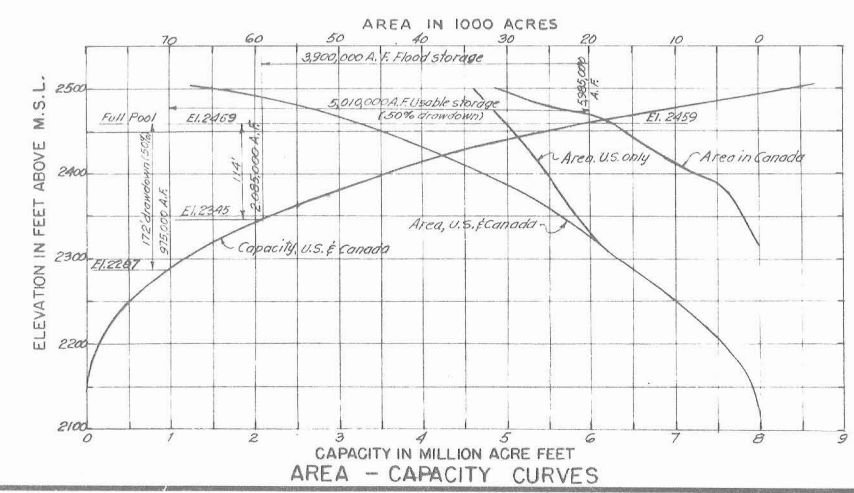 AREA IN 1000 ACRES
70 60 50 40 30 20 10 0
3,900,000 A.F. Flood storage
5,985,000 A.F.
2500
5,010,000 A.F. Usable storage
(50% drawdown)
Full Pool El. 2469 El. 2459
114'
2,085,000 A.F.
172' drawdown (50%)
975,000 A.F.
Area, U.S. only
Area in Canada
2400
El. 2345
Area, U.S. & Canada
Capacity, U.S. & Canada
2300
El. 2287
2200
2100
0 1 2 3 4 5 6 7 8 9
ELEVATION IN FEET ABOVE M.S.L.
CAPACITY IN MILLION ACRE FEET
AREA - CAPACITY CURVES